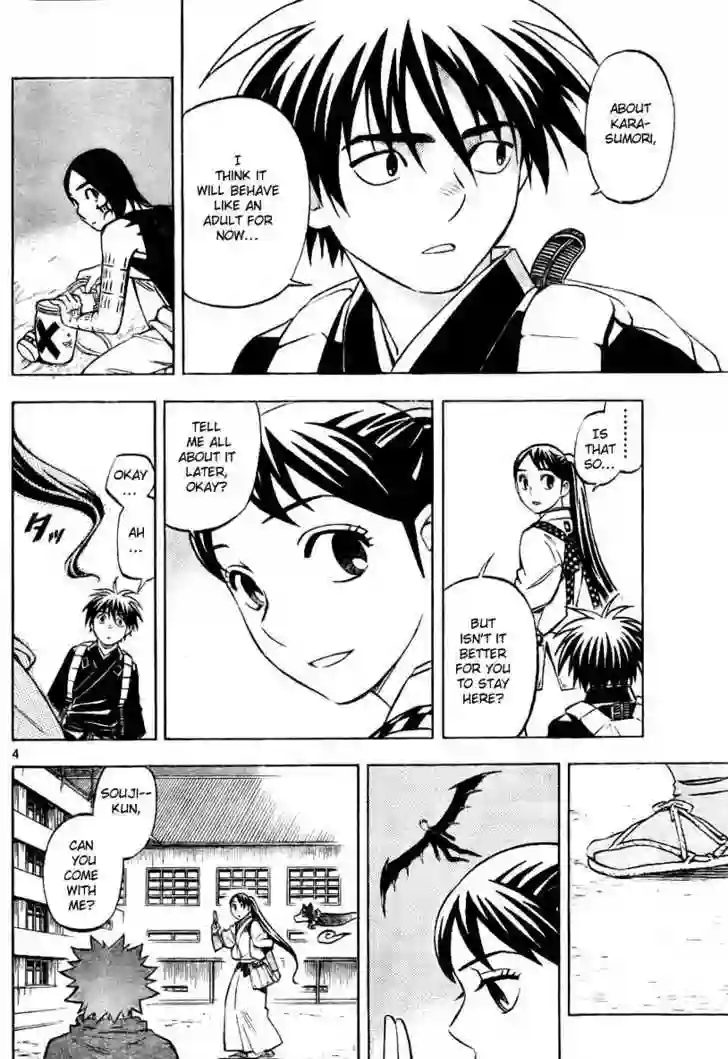 ABOUT
KARA-
SUMORI,
I
THINK IT
WILL BEHAVE
LIKE AN
ADULT FOR
NOW...
IS
THAT
SO...
BUT
ISN'T IT
BETTER
FOR YOU
TO STAY
HERE?
TELL
ME ALL
ABOUT IT
LATER,
OKAY?
AH
...
OKAY
...
タッ
4
SOUJI--
KUN,
CAN
YOU
COME
WITH
ME?